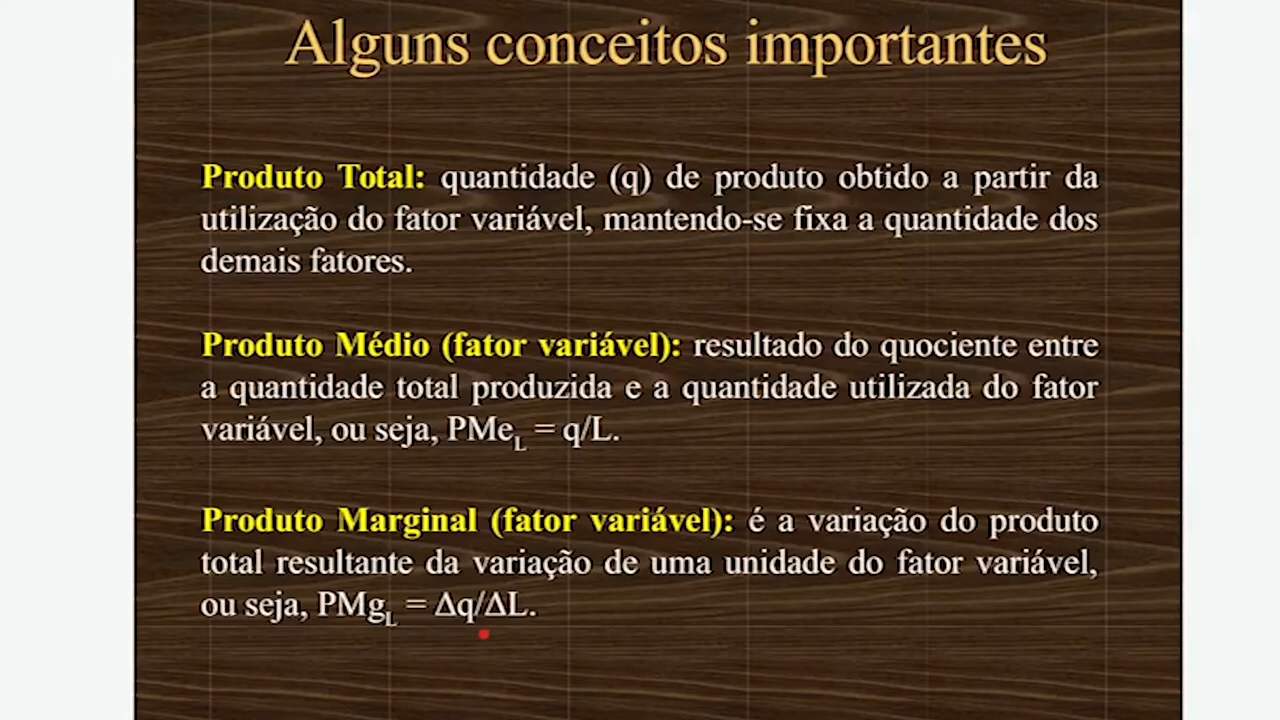 Alguns conceitos importantes
Produto Total: quantidade (q) de produto obtido a partir da
utilização do fator variável, mantendo-se fixa a quantidade dos
demais fatores.
Produto Médio (fator variável): resultado do quociente entre
a quantidade total produzida e a quantidade utilizada do fator
variável, ou seja, PMeL = q/L.
Produto Marginal (fator variável): é a variação do produto
total resultante da variação de uma unidade do fator variável,
ou seja, PMgL = Δq/ΔL.